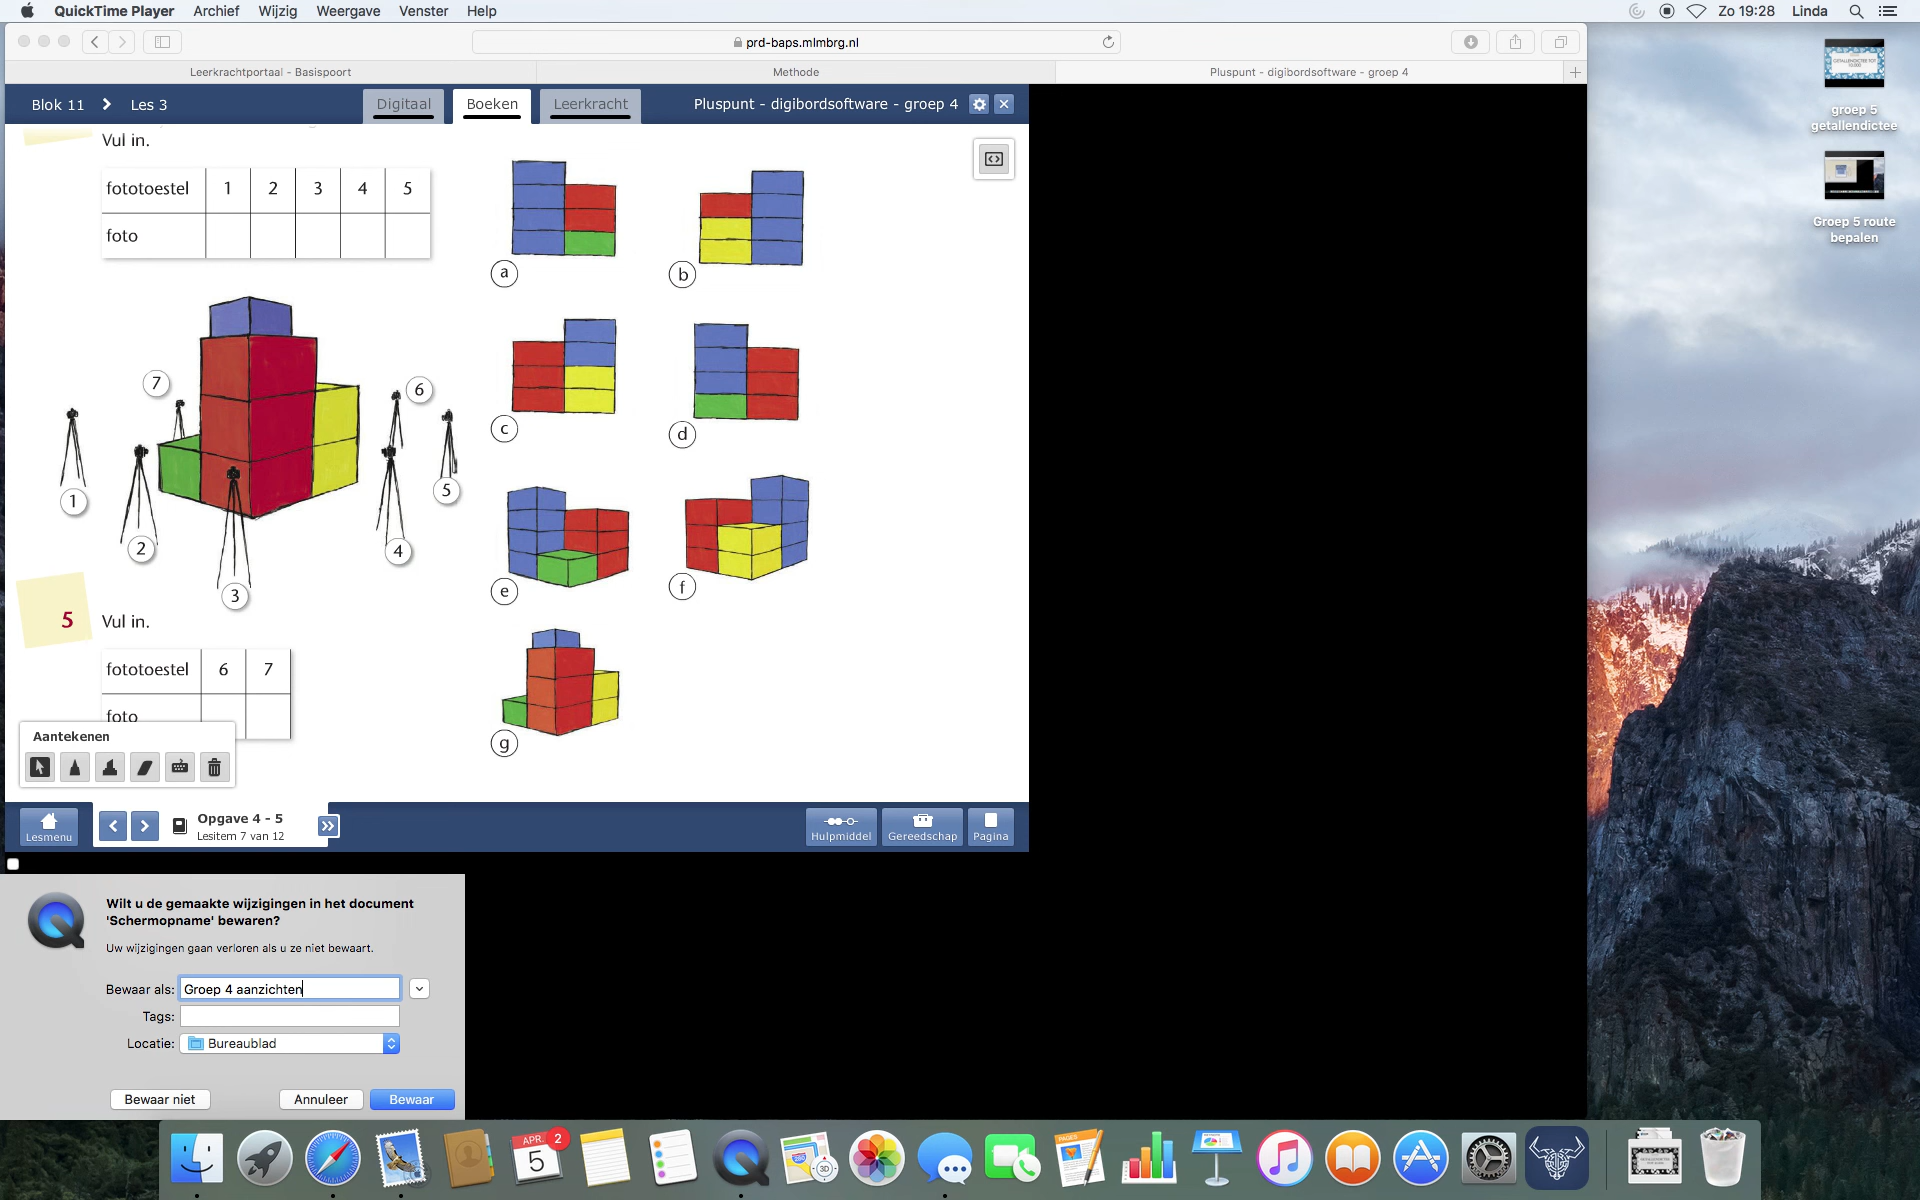 QuickTime Player Archief Wijzig Weergave Venster Help
Zo 19:28 Linda
prd-baps.mlmbrg.nl
Leerkrachtportaal - Basispoort
Methode
Pluspunt - digibordsoftware - groep 4
Blok 11 Les 3
Digitaal Boeken Leerkracht
Pluspunt - digibordsoftware - groep 4
Vul in.
fototoestel 1 2 3 4 5
foto
7
6
1
5
2
4
3
a
b
c
d
e
f
g
5 Vul in.
fototoestel 6 7
foto
Aantekenen
Lesmenu
Opgave 4 - 5
Lesitem 7 van 12
Hulpmiddel
Gereedschap
Pagina
Wilt u de gemaakte wijzigingen in het document
'Schermopname' bewaren?
Uw wijzigingen gaan verloren als u ze niet bewaart.
Bewaar als: Groep 4 aanzichten
Tags:
Locatie: Bureaublad
Bewaar niet Annuleer Bewaar
groep 5
getallendictee
Groep 5 route
bepalen
APR. 2
5
3D
PAGES